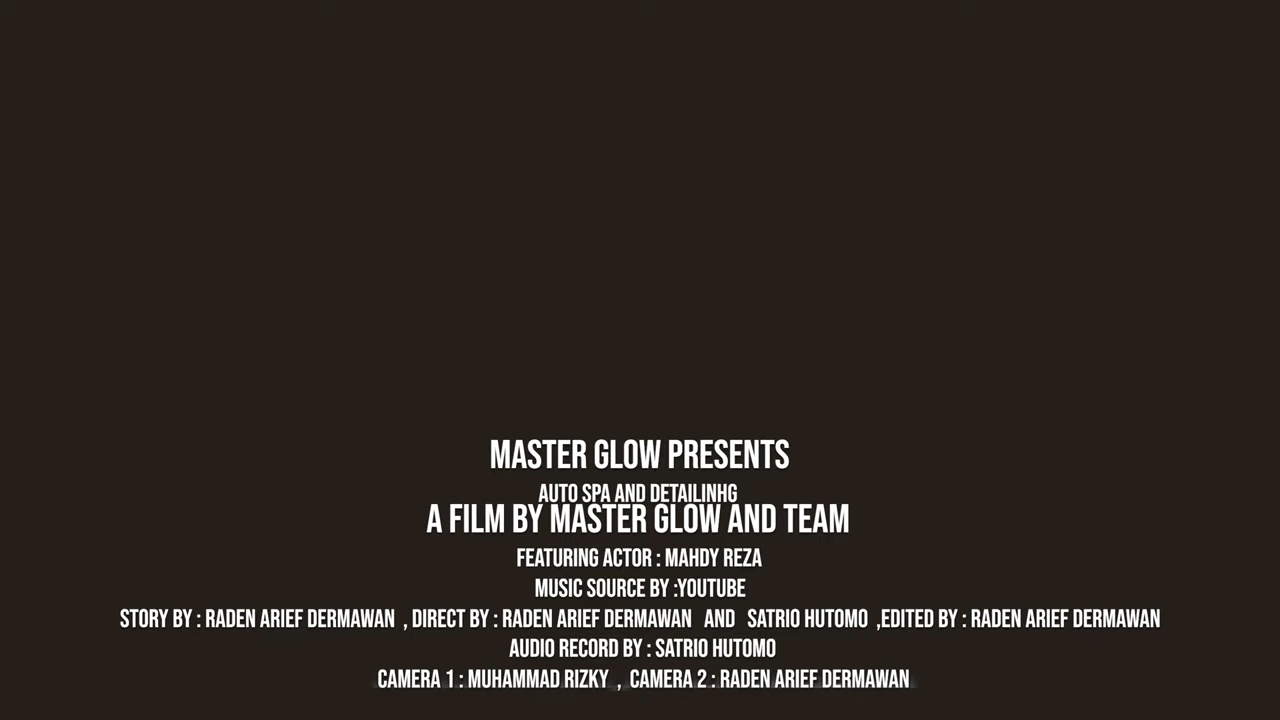 MASTER GLOW PRESENTS
AUTO SPA AND DETAILINHG
A FILM BY MASTER GLOW AND TEAM
FEATURING ACTOR : MAHDY REZA
MUSIC SOURCE BY :YOUTUBE
STORY BY : RADEN ARIEF DERMAWAN , DIRECT BY : RADEN ARIEF DERMAWAN AND SATRIO HUTOMO ,EDITED BY : RADEN ARIEF DERMAWAN
AUDIO RECORD BY : SATRIO HUTOMO
CAMERA 1 : MUHAMMAD RIZKY , CAMERA 2 : RADEN ARIEF DERMAWAN